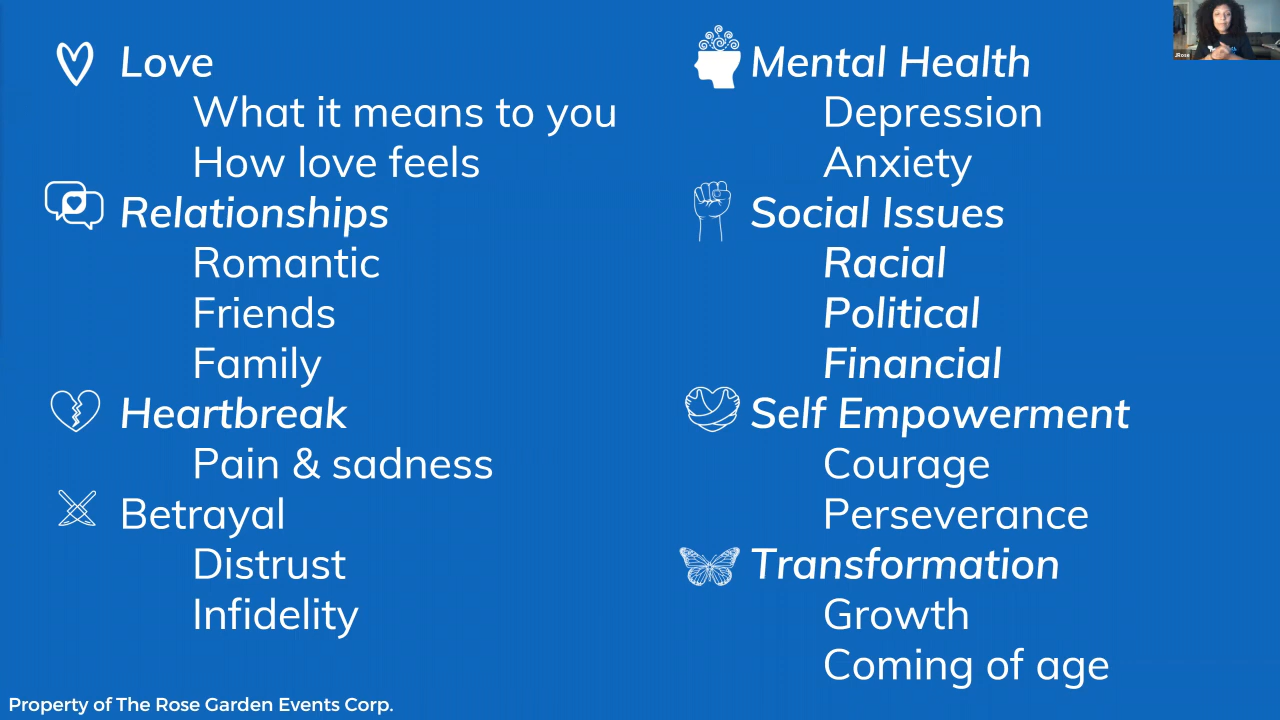 Love
What it means to you
How love feels
Relationships
Romantic
Friends
Family
Heartbreak
Pain & sadness
Betrayal
Distrust
Infidelity
Mental Health
Depression
Anxiety
Social Issues
Racial
Political
Financial
Self Empowerment
Courage
Perseverance
Transformation
Growth
Coming of age
Property of The Rose Garden Events Corp.
JRose